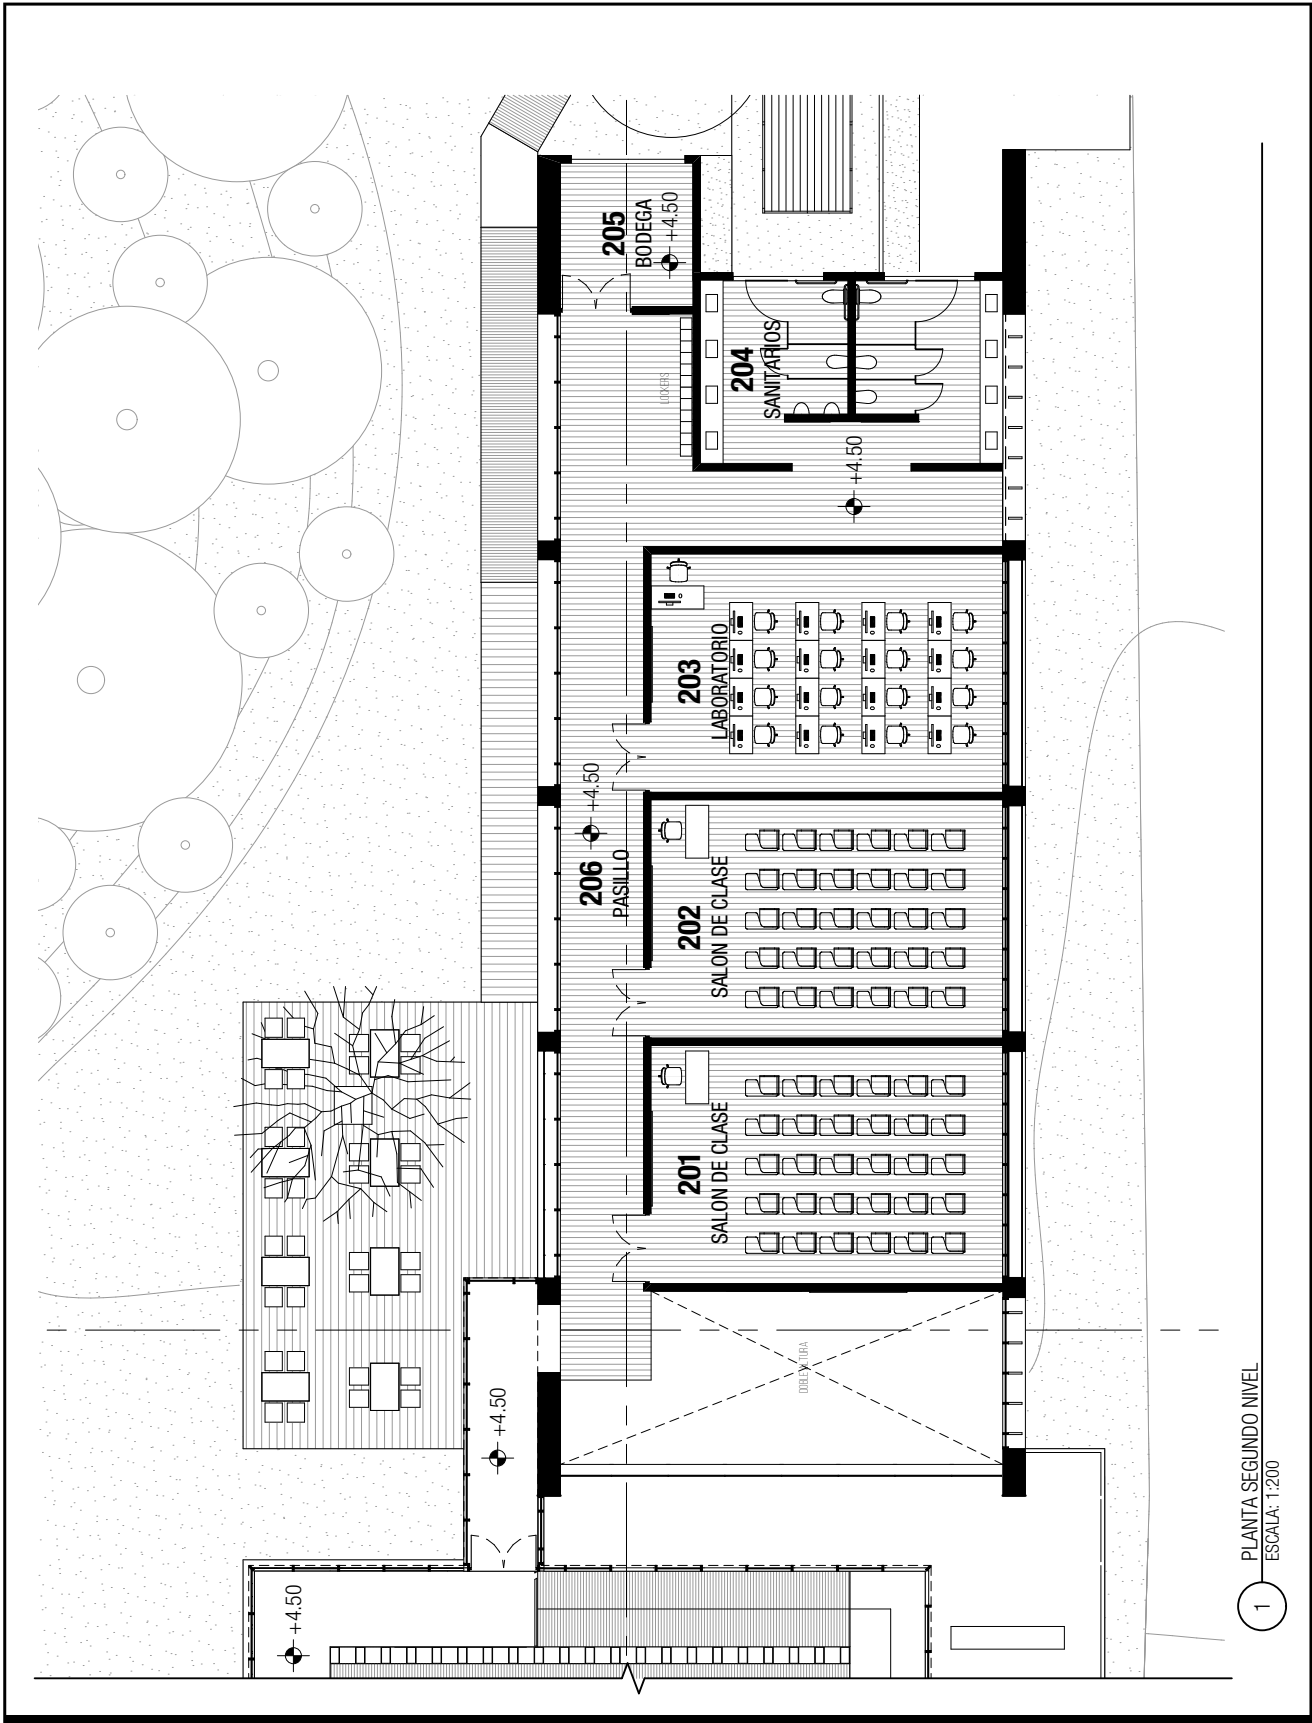 205
BODEGA
+4.50
LOCKERS
204
SANITARIOS
+4.50
203
LABORATORIO
206
PASILLO
+4.50
202
SALON DE CLASE
201
SALON DE CLASE
DOBLE ALTURA
+4.50
+4.50
1
PLANTA SEGUNDO NIVEL
ESCALA: 1:200